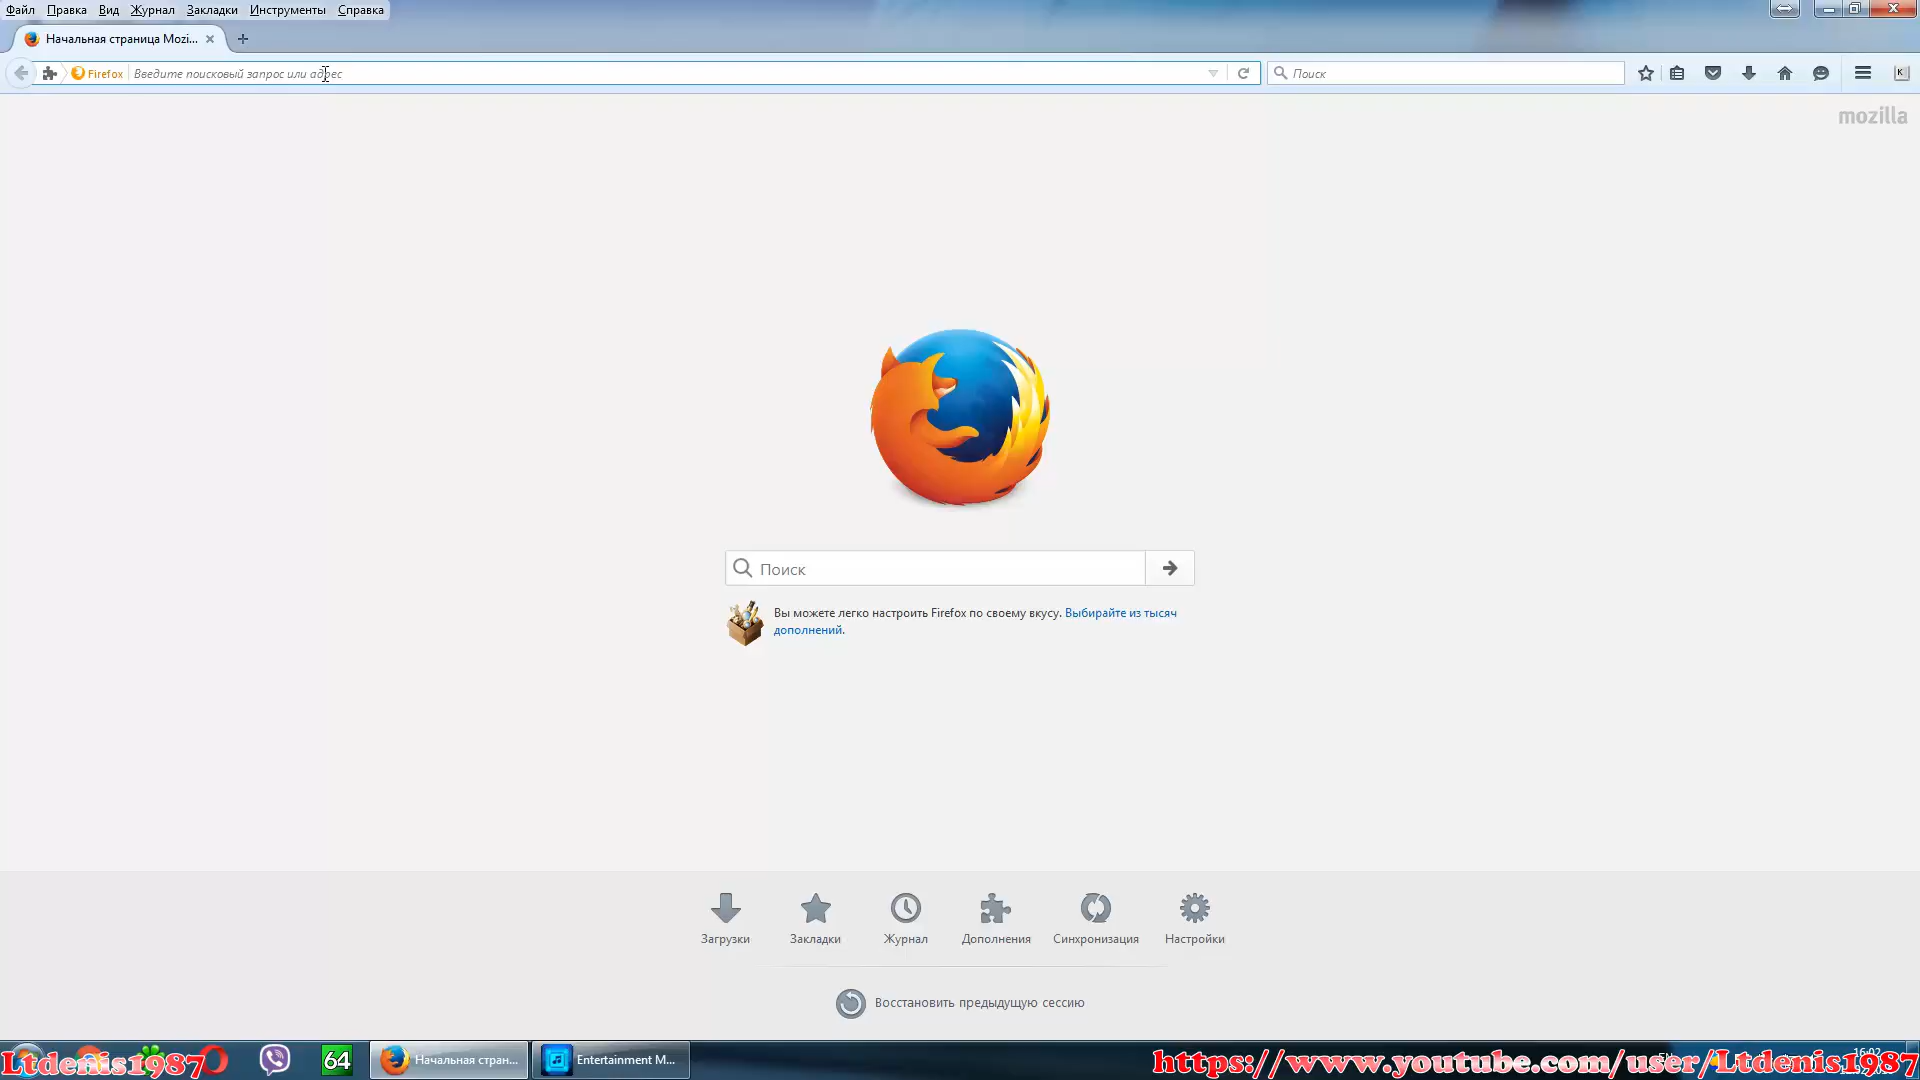 Файл Правка Вид Журнал Закладки Инструменты Справка
Начальная страница Mozi...
Firefox Введите поисковый запрос или адрес
Поиск
mozilla
Поиск
Вы можете легко настроить Firefox по своему вкусу. Выбирайте из тысяч
дополнений.
Загрузки Закладки Журнал Дополнения Синхронизация Настройки
Восстановить предыдущую сессию
Ltdenis1987 64 Начальная стран... Entertainment M... https://www.youtube.com/user/Ltdenis1987